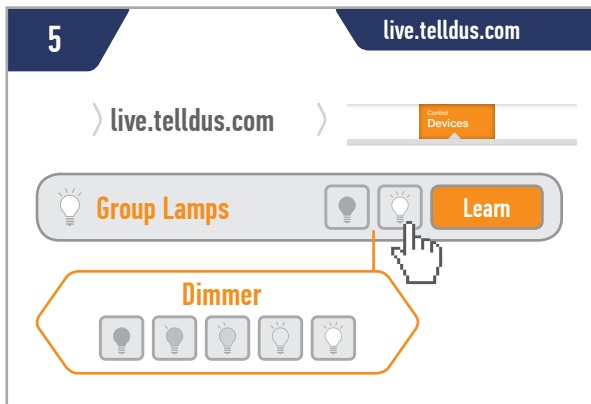 5
live.telldus.com
live.telldus.com
Control
Devices
Group Lamps
Learn
Dimmer